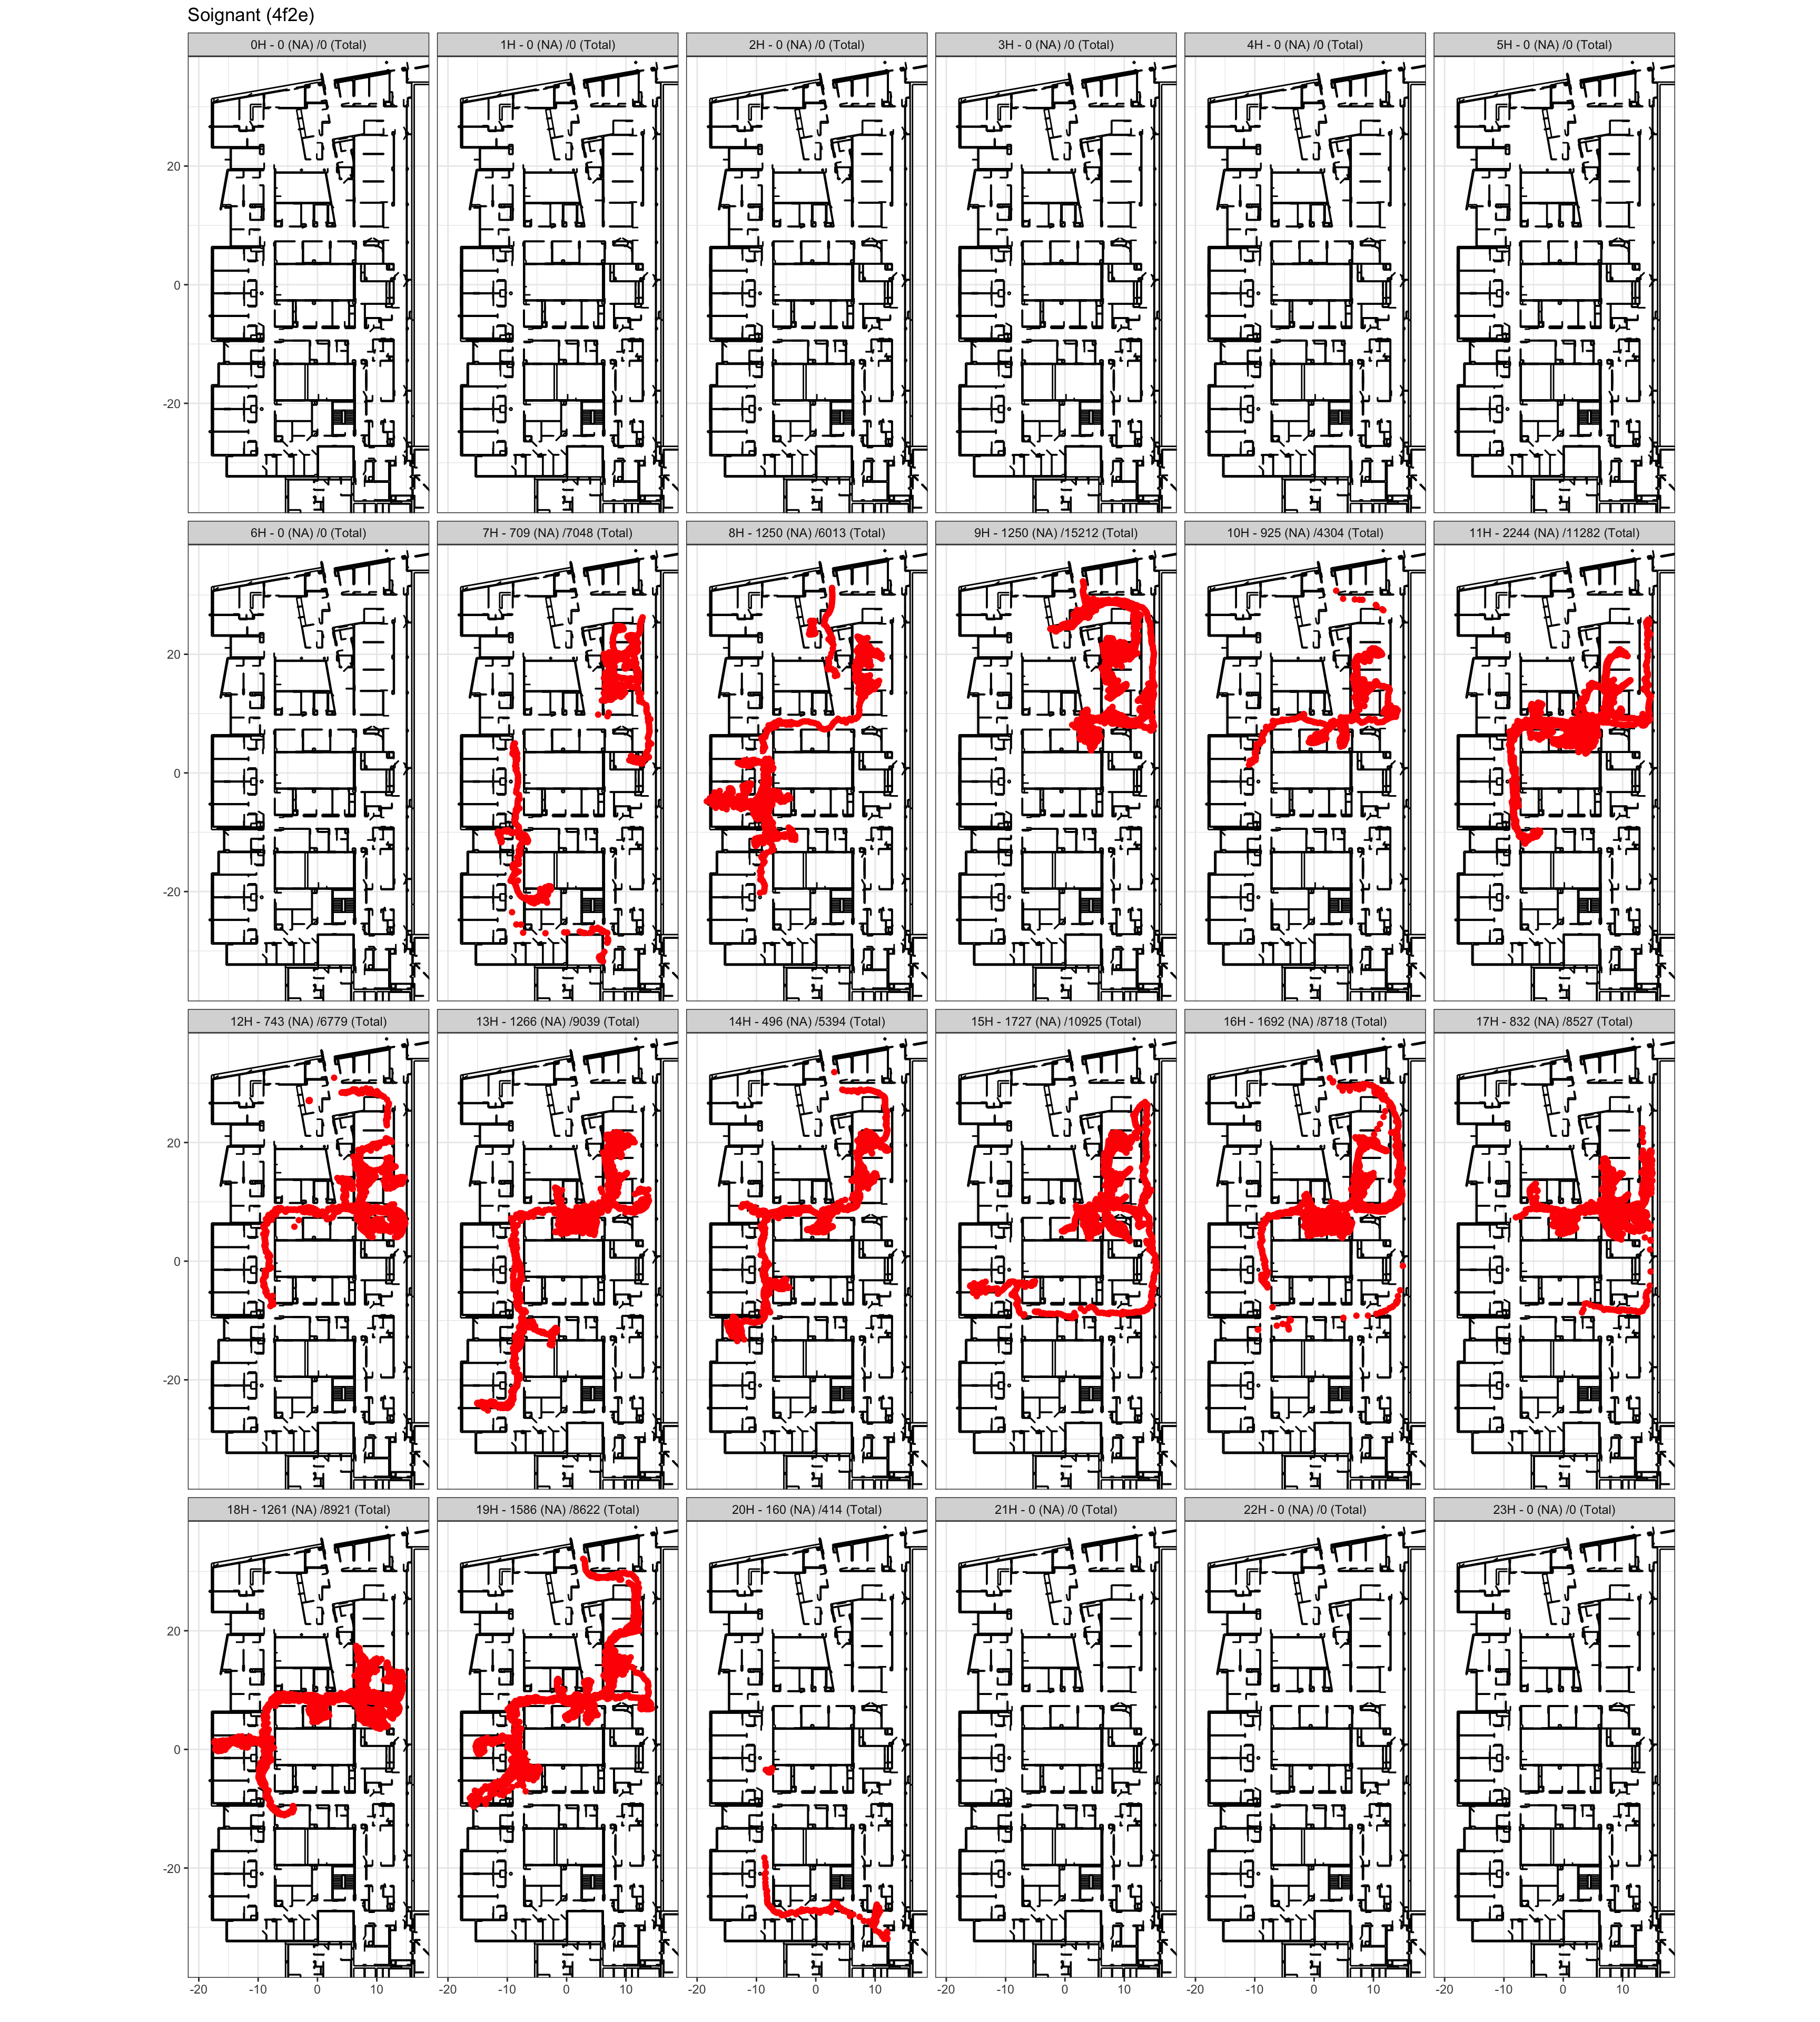 Soignant (4f2e)
0H - 0 (NA) /0 (Total)
1H - 0 (NA) /0 (Total)
2H - 0 (NA) /0 (Total)
3H - 0 (NA) /0 (Total)
4H - 0 (NA) /0 (Total)
5H - 0 (NA) /0 (Total)
20
0
-20
6H - 0 (NA) /0 (Total)
7H - 709 (NA) /7048 (Total)
8H - 1250 (NA) /6013 (Total)
9H - 1250 (NA) /15212 (Total)
10H - 925 (NA) /4304 (Total)
11H - 2244 (NA) /11282 (Total)
20
0
-20
12H - 743 (NA) /6779 (Total)
13H - 1266 (NA) /9039 (Total)
14H - 496 (NA) /5394 (Total)
15H - 1727 (NA) /10925 (Total)
16H - 1692 (NA) /8718 (Total)
17H - 832 (NA) /8527 (Total)
20
0
-20
18H - 1261 (NA) /8921 (Total)
19H - 1586 (NA) /8622 (Total)
20H - 160 (NA) /414 (Total)
21H - 0 (NA) /0 (Total)
22H - 0 (NA) /0 (Total)
23H - 0 (NA) /0 (Total)
20
0
-20
-20 -10 0 10
-20 -10 0 10
-20 -10 0 10
-20 -10 0 10
-20 -10 0 10
-20 -10 0 10